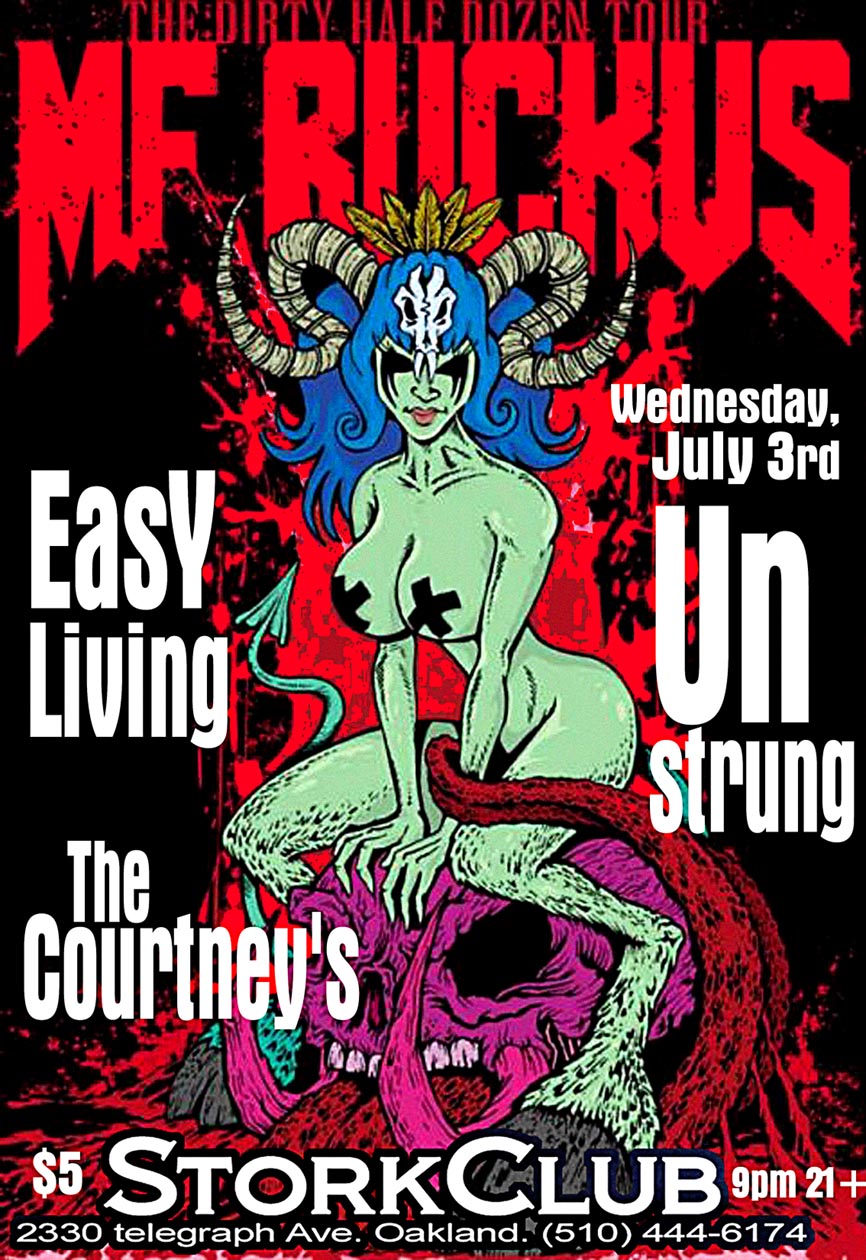 THE DIRTY HALF DOZEN TOUR
MF RUCKUS
Wednesday,
July 3rd
EasY
Living
Un
strung
The
Courtney's
$5 STORKCLUB 9pm 21+
2330 telegraph Ave. Oakland. (510) 444-6174